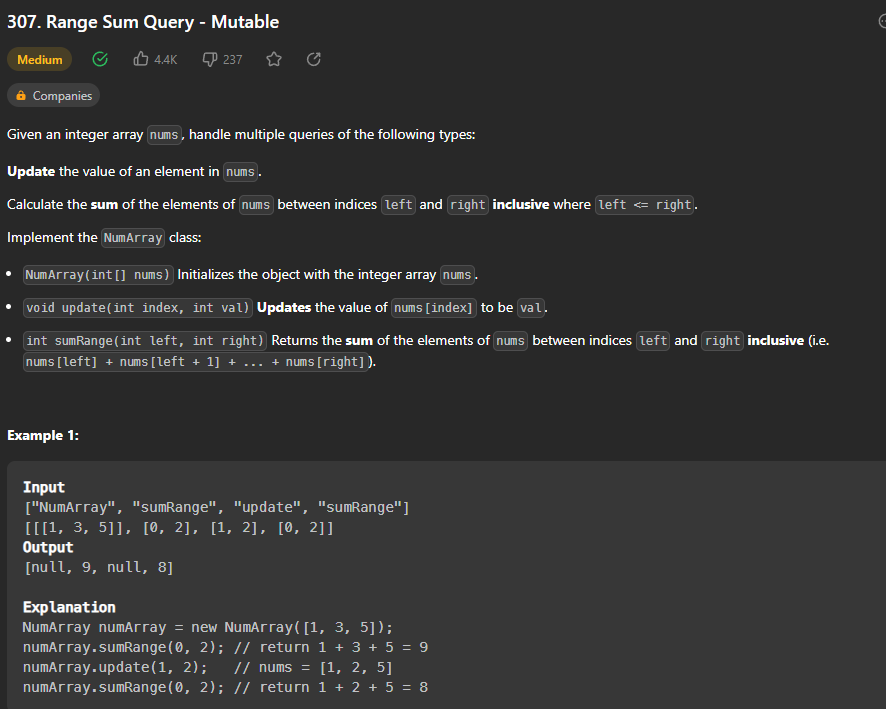 307. Range Sum Query - Mutable
Medium 4.4K 237
Companies
Given an integer array nums, handle multiple queries of the following types:
Update the value of an element in nums.
Calculate the sum of the elements of nums between indices left and right inclusive where left <= right.
Implement the NumArray class:
• NumArray(int[] nums) Initializes the object with the integer array nums.
• void update(int index, int val) Updates the value of nums[index] to be val.
• int sumRange(int left, int right) Returns the sum of the elements of nums between indices left and right inclusive (i.e.
nums[left] + nums[left + 1] + ... + nums[right]).
Example 1:
Input
["NumArray", "sumRange", "update", "sumRange"]
[[[1, 3, 5]], [0, 2], [1, 2], [0, 2]]
Output
[null, 9, null, 8]
Explanation
NumArray numArray = new NumArray([1, 3, 5]);
numArray.sumRange(0, 2); // return 1 + 3 + 5 = 9
numArray.update(1, 2);   // nums = [1, 2, 5]
numArray.sumRange(0, 2); // return 1 + 2 + 5 = 8